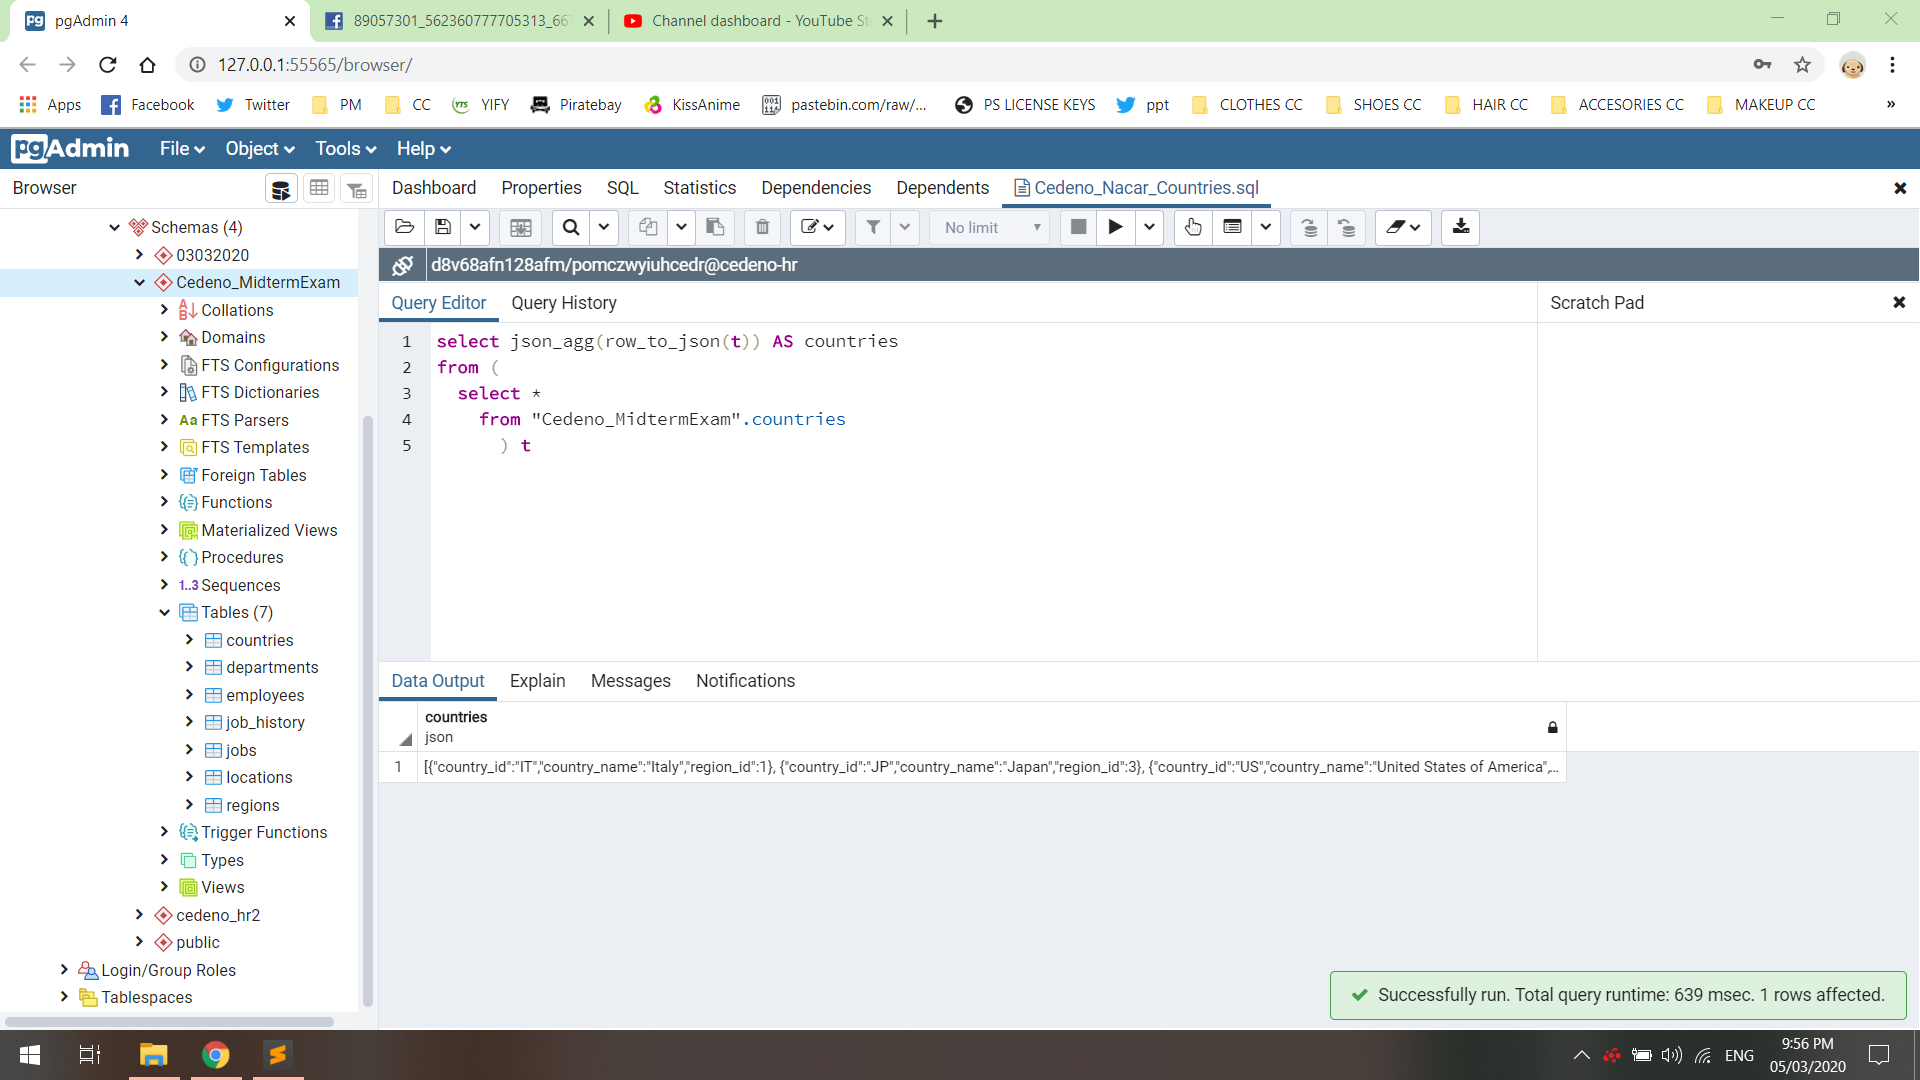 pgAdmin 4
89057301_562360777705313_66
Channel dashboard - YouTube St
127.0.0.1:55565/browser/
Apps
Facebook
Twitter
PM
CC
YIFY
Piratebay
KissAnime
pastebin.com/raw/...
PS LICENSE KEYS
ppt
CLOTHES CC
SHOES CC
HAIR CC
ACCESORIES CC
MAKEUP CC
»
pgAdmin
File
Object
Tools
Help
Browser
Dashboard
Properties
SQL
Statistics
Dependencies
Dependents
Cedeno_Nacar_Countries.sql
No limit
d8v68afn128afm/pomczwyiuhcedr@cedeno-hr
Query Editor
Query History
Scratch Pad
1 select json_agg(row_to_json(t)) AS countries
2 from (
3 select *
4 from "Cedeno_MidtermExam".countries
5 ) t
Schemas (4)
03032020
Cedeno_MidtermExam
Collations
Domains
FTS Configurations
FTS Dictionaries
Aa FTS Parsers
FTS Templates
Foreign Tables
Functions
Materialized Views
Procedures
1..3 Sequences
Tables (7)
countries
departments
employees
job_history
jobs
locations
regions
Trigger Functions
Types
Views
cedeno_hr2
public
Login/Group Roles
Tablespaces
Data Output
Explain
Messages
Notifications
countries
json
1 [{"country_id":"IT","country_name":"Italy","region_id":1}, {"country_id":"JP","country_name":"Japan","region_id":3}, {"country_id":"US","country_name":"United States of America",...
Successfully run. Total query runtime: 639 msec. 1 rows affected.
ENG
9:56 PM
05/03/2020